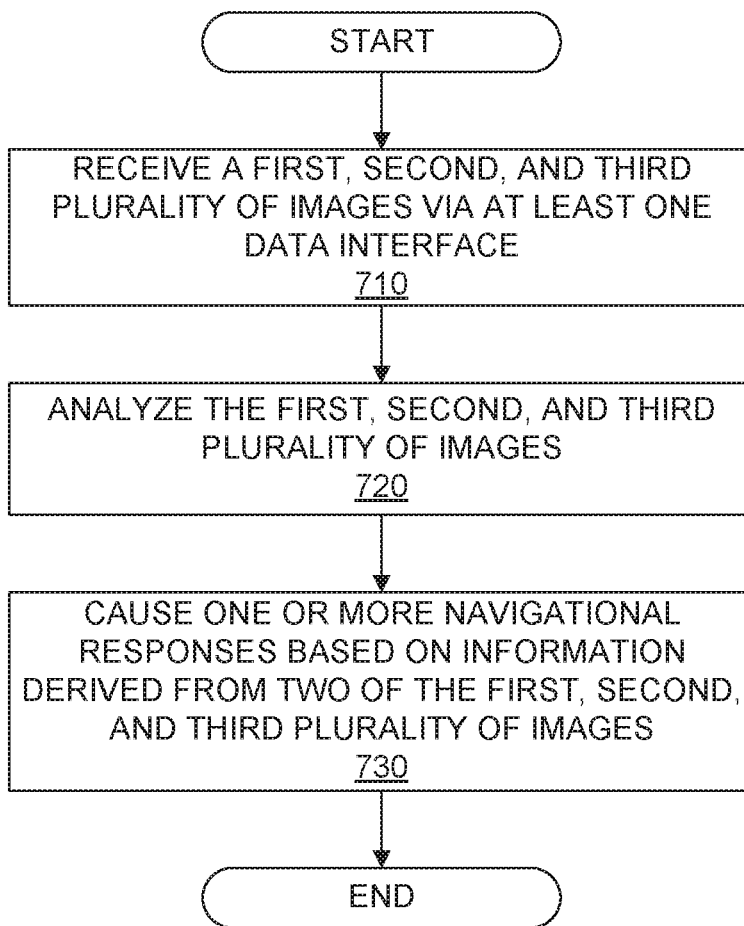 START
RECEIVE A FIRST, SECOND, AND THIRD
PLURALITY OF IMAGES VIA AT LEAST ONE
DATA INTERFACE
710
ANALYZE THE FIRST, SECOND, AND THIRD
PLURALITY OF IMAGES
720
CAUSE ONE OR MORE NAVIGATIONAL
RESPONSES BASED ON INFORMATION
DERIVED FROM TWO OF THE FIRST, SECOND,
AND THIRD PLURALITY OF IMAGES
730
END